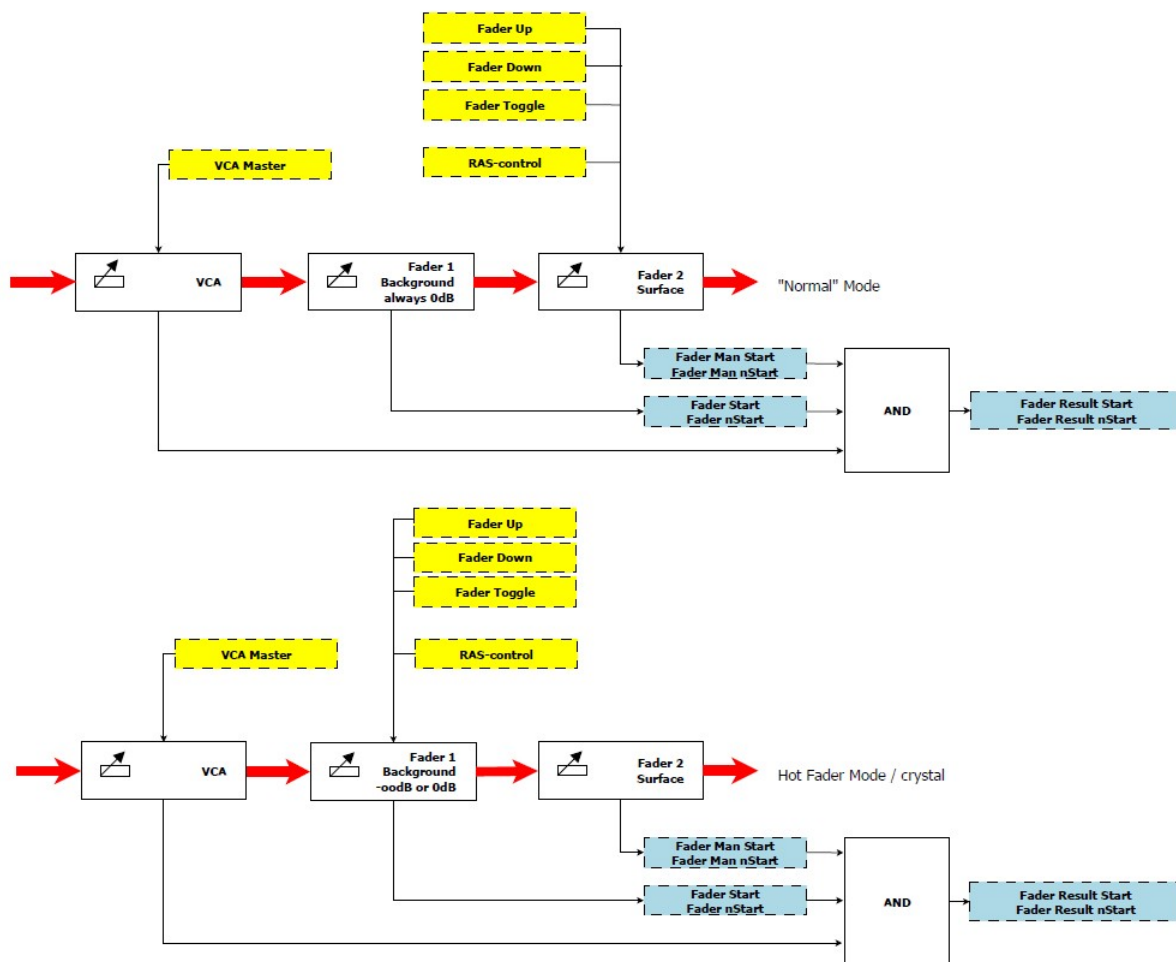 Fader Up
Fader Down
Fader Toggle
RAS-control
VCA Master
VCA
Fader 1
Background
always 0dB
Fader 2
Surface
"Normal" Mode
Fader Man Start
Fader Man nStart
Fader Start
Fader nStart
AND
Fader Result Start
Fader Result nStart
Fader Up
Fader Down
Fader Toggle
RAS-control
VCA Master
VCA
Fader 1
Background
-oodB or 0dB
Fader 2
Surface
Hot Fader Mode / crystal
Fader Man Start
Fader Man nStart
Fader Start
Fader nStart
AND
Fader Result Start
Fader Result nStart